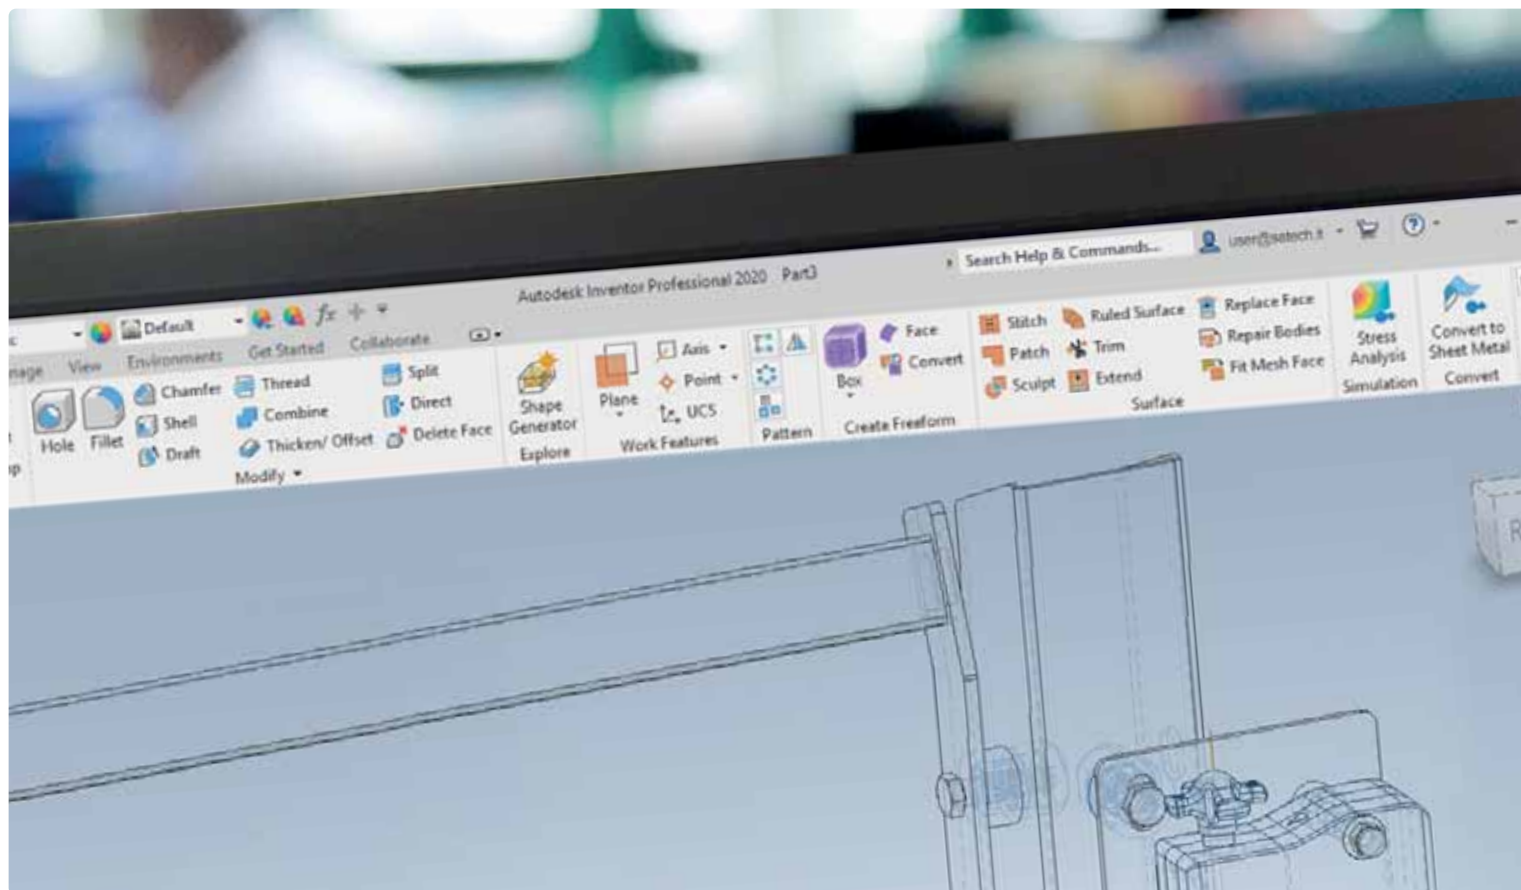 Autodesk Inventor Professional 2020 Part3
Search Help & Commands...
user@satech.it
Default
View
Environments
Get Started
Collaborate
Hole
Fillet
Chamfer
Shell
Draft
Thread
Combine
Thicken/ Offset
Split
Direct
Delete Face
Modify
Shape
Generator
Explore
Plane
Axis
Point
UCS
Work Features
Pattern
Box
Face
Convert
Create Freeform
Stitch
Patch
Sculpt
Ruled Surface
Trim
Extend
Replace Face
Repair Bodies
Fit Mesh Face
Surface
Stress
Analysis
Simulation
Convert to
Sheet Metal
Convert
R